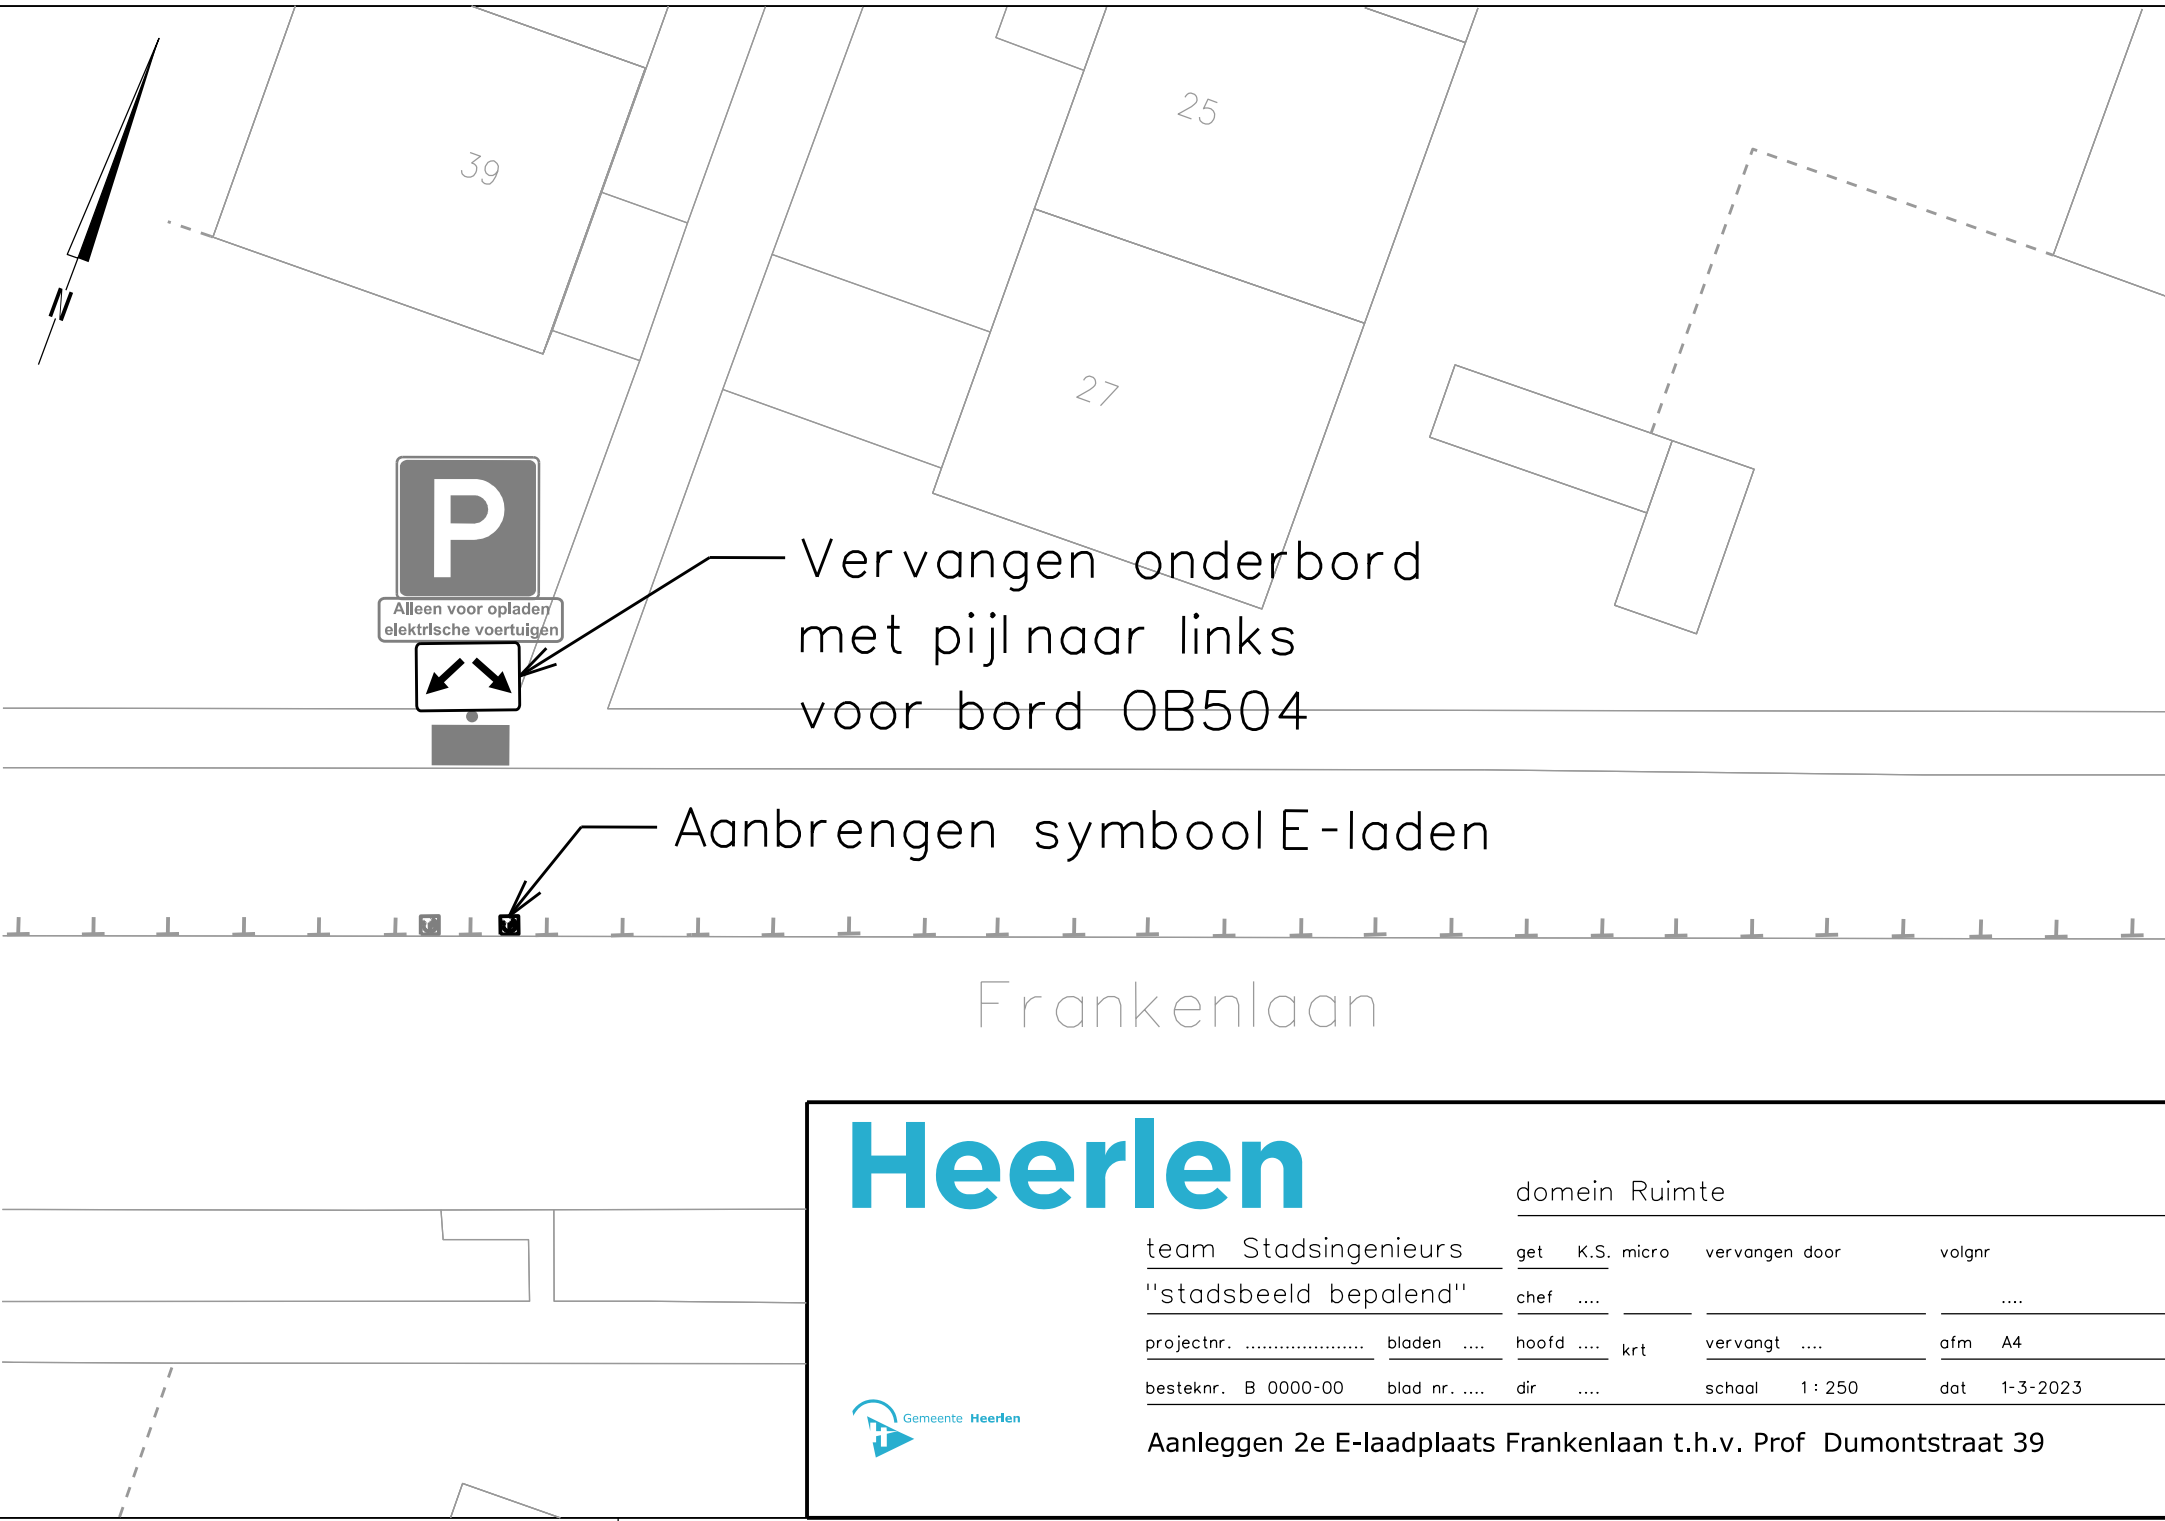 25
39
27
N
P
Alleen voor opladen
elektrische voertuigen
Vervangen onderbord
met pijl naar links
voor bord OB504
Aanbrengen symbool E-laden
Frankenlaan
Heerlen
domein Ruimte
team Stadsingenieurs get K.S. micro vervangen door volgnr
"stadsbeeld bepalend" chef .... ....
projectnr. ..................... bladen .... hoofd .... krt vervangt .... afm A4
besteknr. B 0000-00 blad nr. .... dir .... schaal 1 : 250 dat 1-3-2023
H Gemeente Heerlen
Aanleggen 2e E-laadplaats Frankenlaan t.h.v. Prof Dumontstraat 39